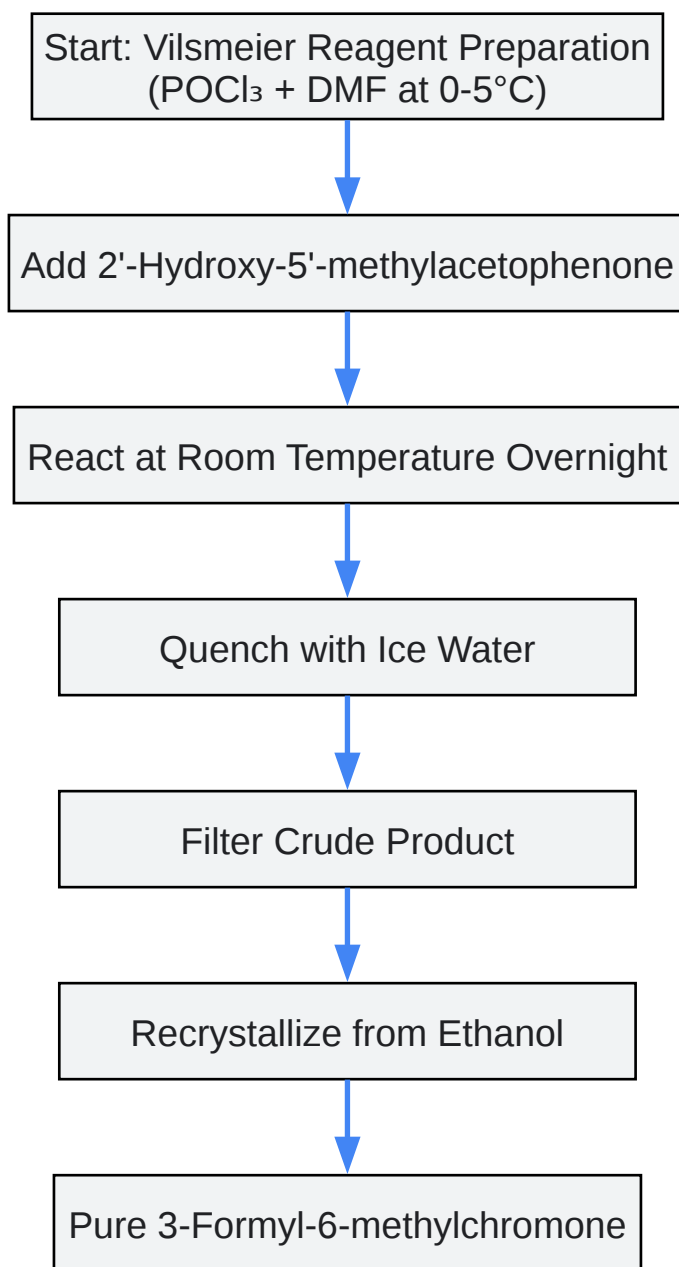 Start: Vilsmeier Reagent Preparation
(POCl₃ + DMF at 0-5°C)
Add 2'-Hydroxy-5'-methylacetophenone
React at Room Temperature Overnight
Quench with Ice Water
Filter Crude Product
Recrystallize from Ethanol
Pure 3-Formyl-6-methylchromone